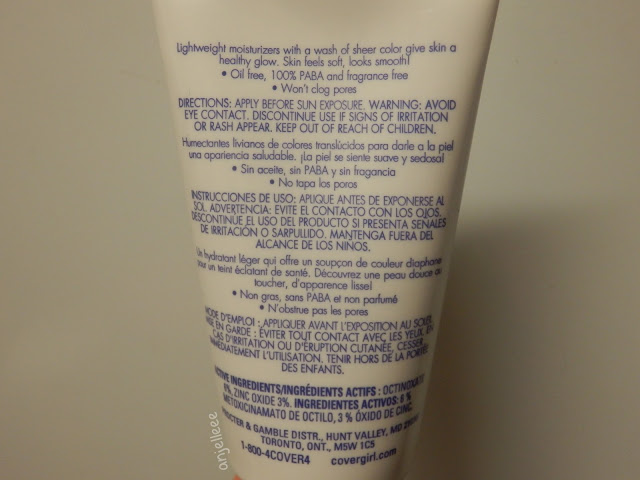 Lightweight moisturizers with a wash of sheer color give skin a
healthy glow. Skin feels soft, looks smooth!
• Oil free, 100% PABA and fragrance free
• Won't clog pores
DIRECTIONS: APPLY BEFORE SUN EXPOSURE. WARNING: AVOID
EYE CONTACT. DISCONTINUE USE IF SIGNS OF IRRITATION
OR RASH APPEAR. KEEP OUT OF REACH OF CHILDREN.
Humectantes livianos de colores translúcidos para darle a la piel
una apariencia saludable. ¡La piel se siente suave y sedosa!
• Sin aceite, sin PABA y sin fragancia
• No tapa los poros
INSTRUCCIONES DE USO: APLIQUE ANTES DE EXPONERSE AL
SOL. ADVERTENCIA: EVITE EL CONTACTO CON LOS OJOS.
DESCONTINUE EL USO DEL PRODUCTO SI PRESENTA SEÑALES
DE IRRITACIÓN O SARPULLIDO. MANTENGA FUERA DEL
ALCANCE DE LOS NIÑOS.
Un hydratant léger qui offre un soupçon de couleur diaphane
pour un teint éclatant de santé. Découvrez une peau douce au
toucher, d'apparence lisse!
• Non gras, sans PABA et non parfumé
• N'obstrue pas les pores
MODE D'EMPLOI : APPLIQUER AVANT L'EXPOSITION AU SOLEIL.
MISE EN GARDE : ÉVITER TOUT CONTACT AVEC LES YEUX. EN
CAS D'IRRITATION OU D'ÉRUPTION CUTANÉE, CESSER
IMMÉDIATEMENT L'UTILISATION. TENIR HORS DE LA PORTÉE
DES ENFANTS.
ACTIVE INGREDIENTS/INGRÉDIENTS ACTIFS : OCTINOXATE
ZINC OXIDE 3%. INGREDIENTES ACTIVOS: 6 %
METOXICINAMATO DE OCTILO, 3 % ÓXIDO DE CINC.
PROCTER & GAMBLE DISTR., HUNT VALLEY, MD
TORONTO, ONT., M5W 1C5
1-800-4COVER4 covergirl.com
anjelleee